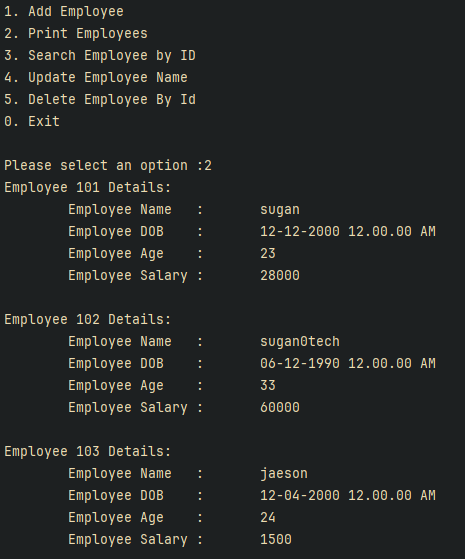 1. Add Employee
2. Print Employees
3. Search Employee by ID
4. Update Employee Name
5. Delete Employee By Id
0. Exit
Please select an option :2
Employee 101 Details:
Employee Name : sugan
Employee DOB : 12-12-2000 12.00.00 AM
Employee Age : 23
Employee Salary : 28000
Employee 102 Details:
Employee Name : sugan0tech
Employee DOB : 06-12-1990 12.00.00 AM
Employee Age : 33
Employee Salary : 60000
Employee 103 Details:
Employee Name : jaeson
Employee DOB : 12-04-2000 12.00.00 AM
Employee Age : 24
Employee Salary : 1500